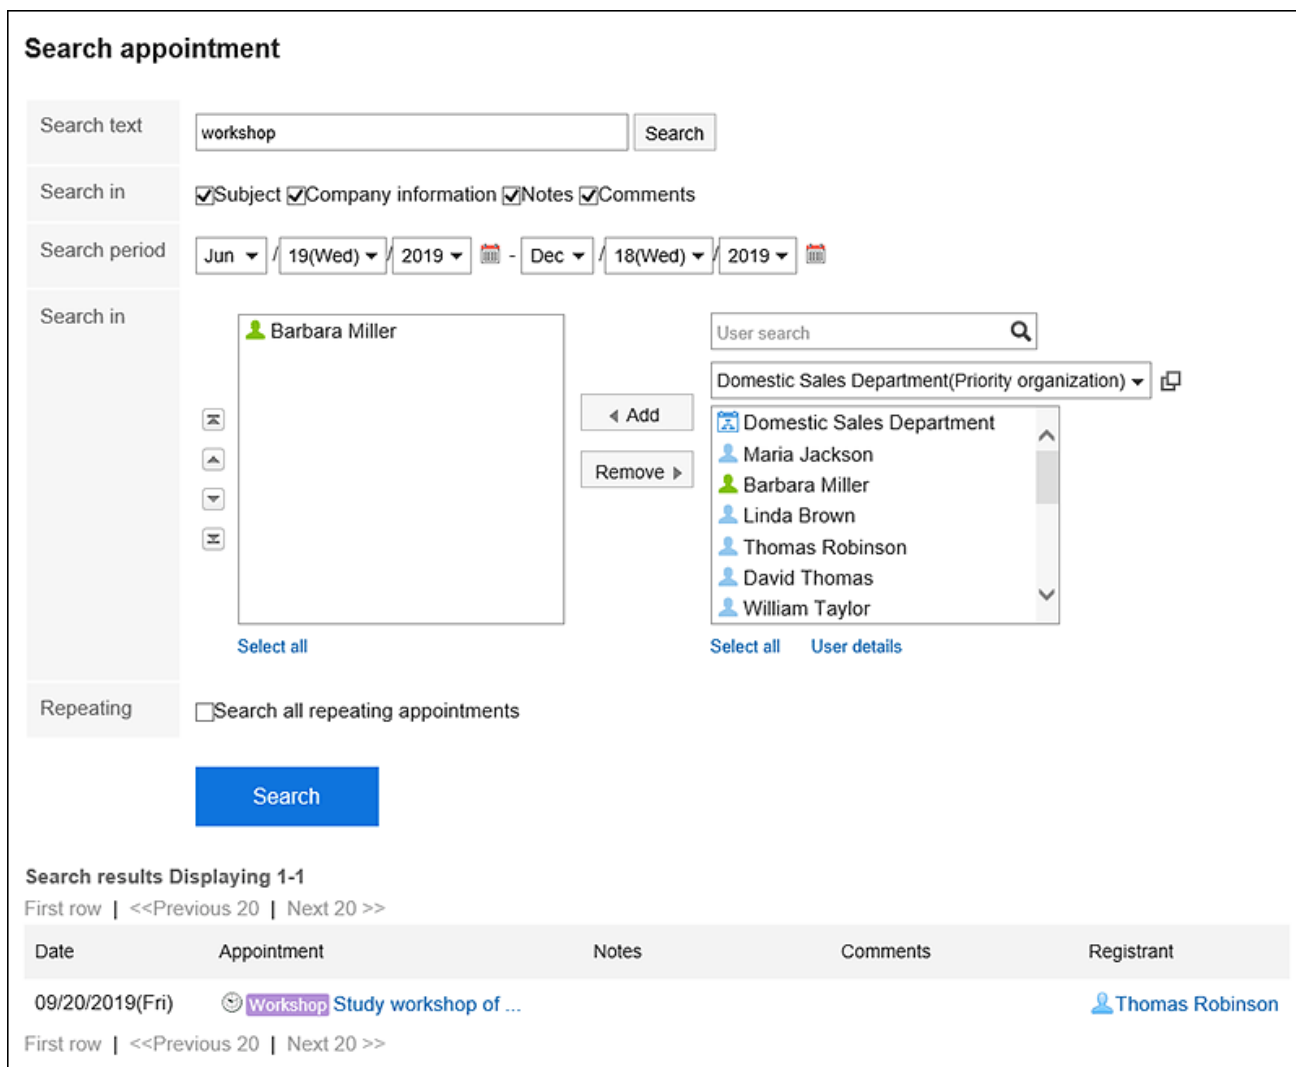 Search appointment
Search text
workshop
Search
Search in
Subject Company information Notes Comments
Search period
Jun / 19(Wed) / 2019 - Dec / 18(Wed) / 2019
Search in
Barbara Miller
Add
Remove
User search
Domestic Sales Department(Priority organization)
Domestic Sales Department
Maria Jackson
Barbara Miller
Linda Brown
Thomas Robinson
David Thomas
William Taylor
Select all
Select all User details
Repeating
Search all repeating appointments
Search
Search results Displaying 1-1
First row | <<Previous 20 | Next 20 >>
Date Appointment Notes Comments Registrant
09/20/2019(Fri) Workshop Study workshop of ... Thomas Robinson
First row | <<Previous 20 | Next 20 >>